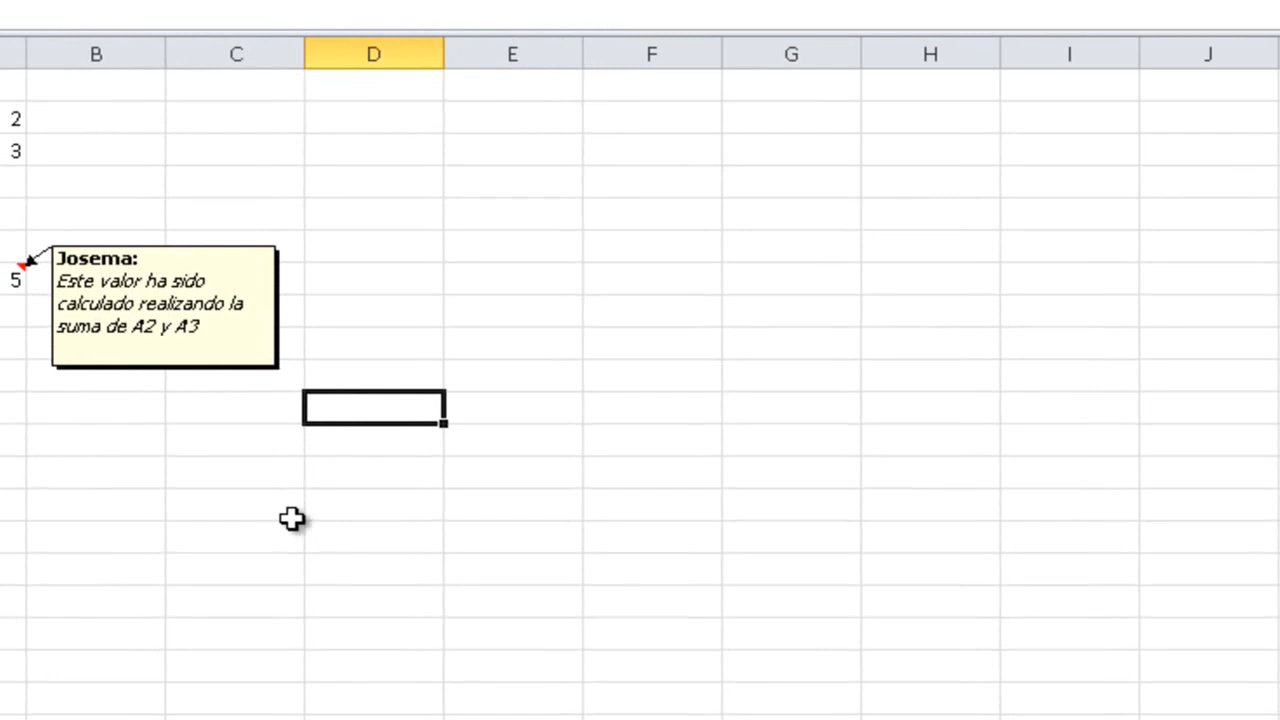 B C D E F G H I J
2
3
5
Josema:
Este valor ha sido
calculado realizando la
suma de A2 y A3